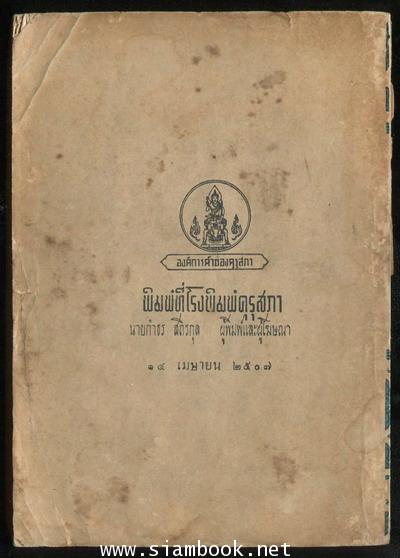 องค์การค้าของคุรุสภา
พิมพ์ที่โรงพิมพ์คุรุสภา
นายกำธร สถิรกุล ผู้พิมพ์และผู้โฆษณา
๑๔ เมษายน ๒๕๐๗
www.siambook.net